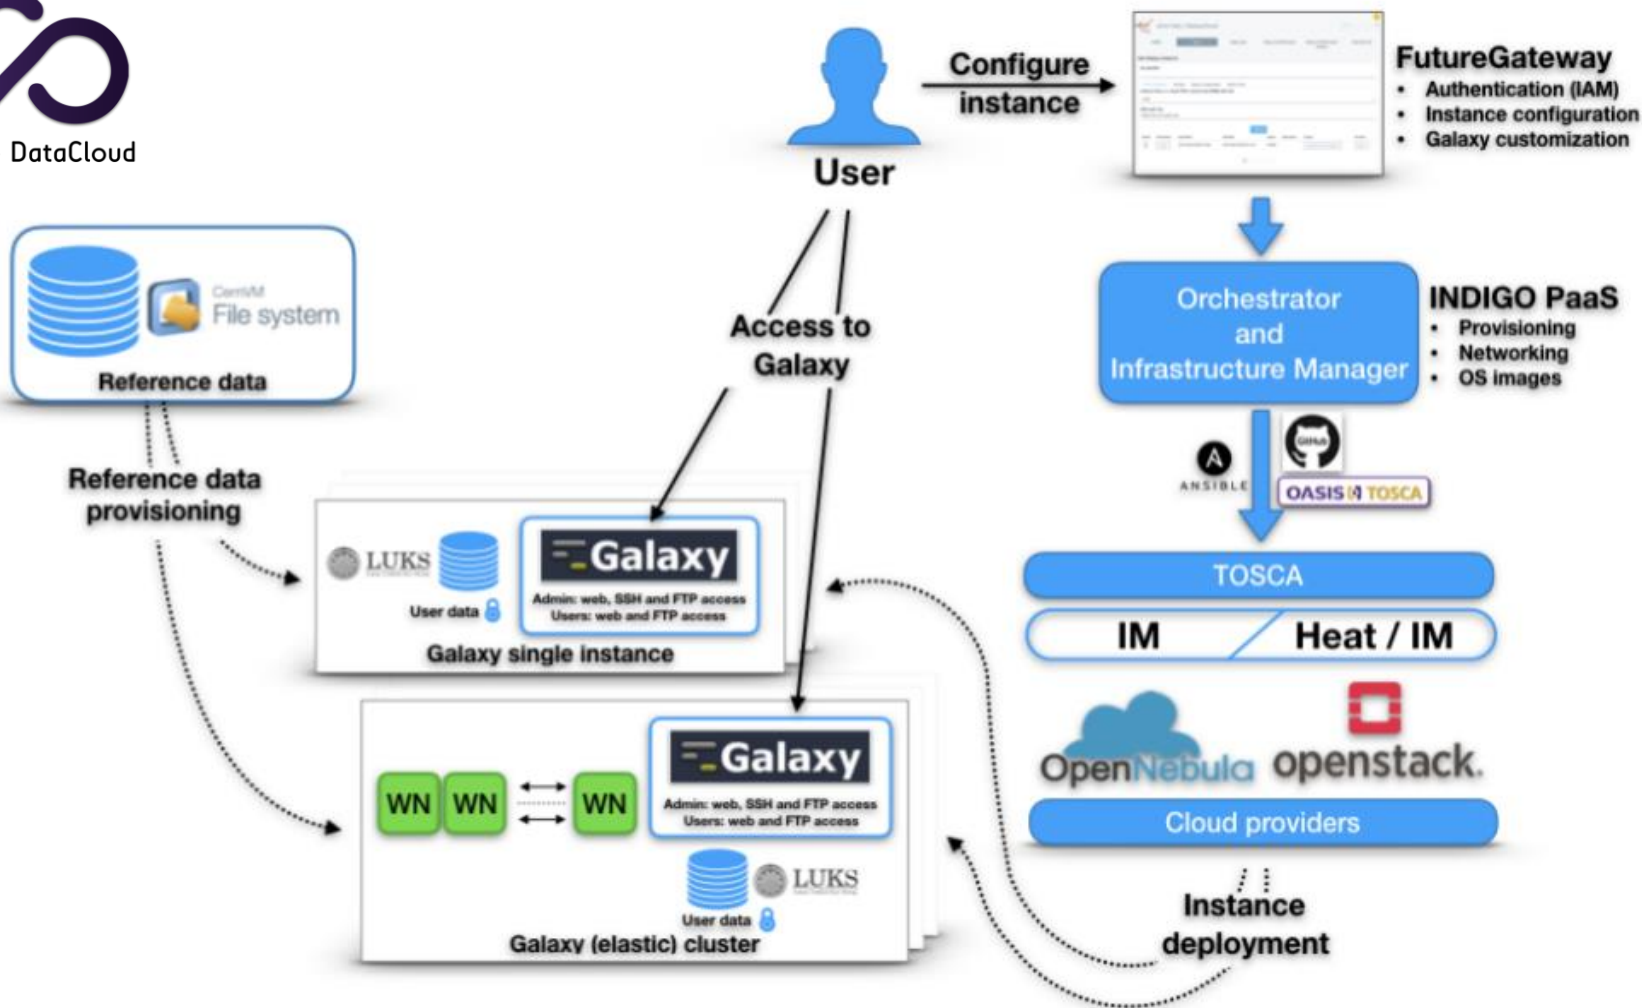 DataCloud
User
Configure
instance
FutureGateway
• Authentication (IAM)
• Instance configuration
• Galaxy customization
CernVM
File system
Reference data
Orchestrator
and
Infrastructure Manager
INDIGO PaaS
• Provisioning
• Networking
• OS images
Access to
Galaxy
ANSIBLE
GitHub
OASIS TOSCA
Reference data
provisioning
LUKS
User data
Galaxy
Admin: web, SSH and FTP access
Users: web and FTP access
Galaxy single instance
TOSCA
IM
Heat / IM
OpenNebula
openstack.
Cloud providers
WN
WN
WN
Galaxy
Admin: web, SSH and FTP access
Users: web and FTP access
User data
LUKS
Galaxy (elastic) cluster
Instance
deployment